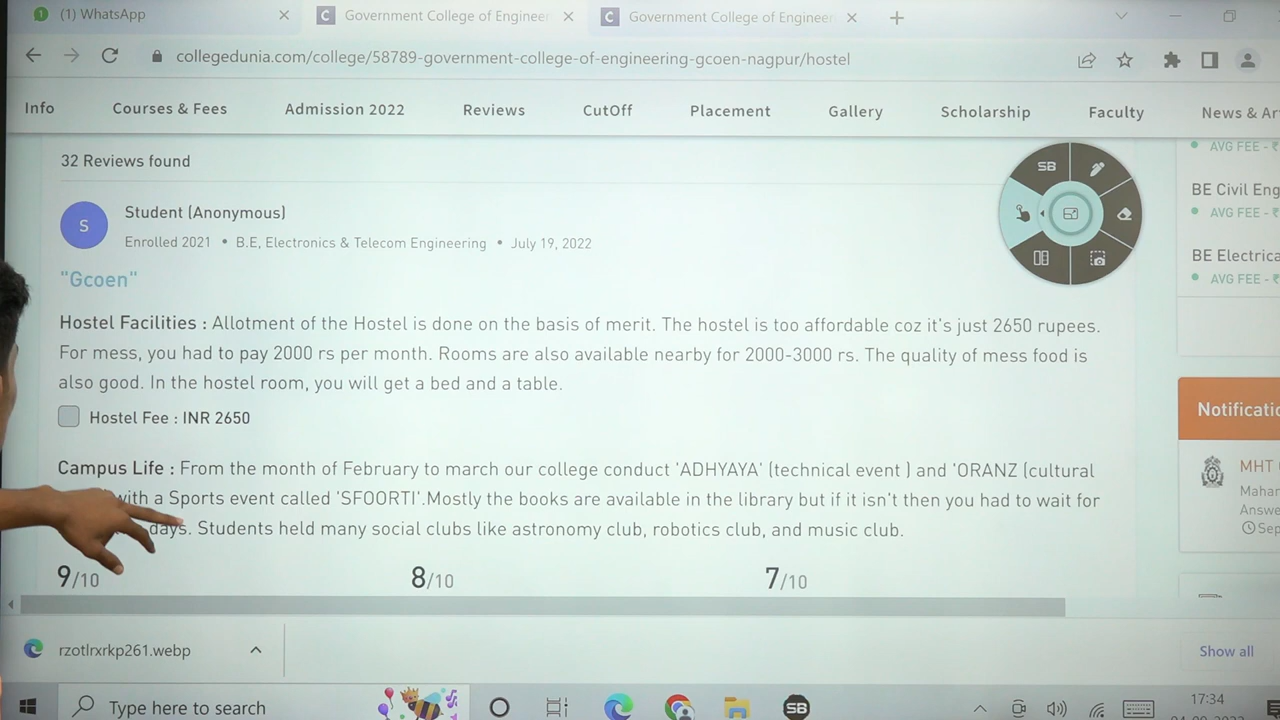 (1) WhatsApp
Government College of Engineer
Government College of Engineer
collegedunia.com/college/58789-government-college-of-engineering-gcoen-nagpur/hostel
Info Courses & Fees Admission 2022 Reviews CutOff Placement Gallery Scholarship Faculty News & Ar
32 Reviews found
AVG FEE - ₹
SB
S
Student (Anonymous)
BE Civil Eng
AVG FEE - ₹
Enrolled 2021 • B.E, Electronics & Telecom Engineering • July 19, 2022
BE Electrica
"Gcoen"
AVG FEE - ₹
Hostel Facilities : Allotment of the Hostel is done on the basis of merit. The hostel is too affordable coz it's just 2650 rupees.
For mess, you had to pay 2000 rs per month. Rooms are also available nearby for 2000-3000 rs. The quality of mess food is
also good. In the hostel room, you will get a bed and a table.
Hostel Fee : INR 2650
Notificatio
Campus Life : From the month of February to march our college conduct 'ADHYAYA' (technical event ) and 'ORANZ (cultural
MHT
Mahar
with a Sports event called 'SFOORTI'.Mostly the books are available in the library but if it isn't then you had to wait for
Answe
days. Students held many social clubs like astronomy club, robotics club, and music club.
Sep
9/10 8/10 7/10
rzotlrxrkp261.webp
Show all
Type here to search
SB
17:34